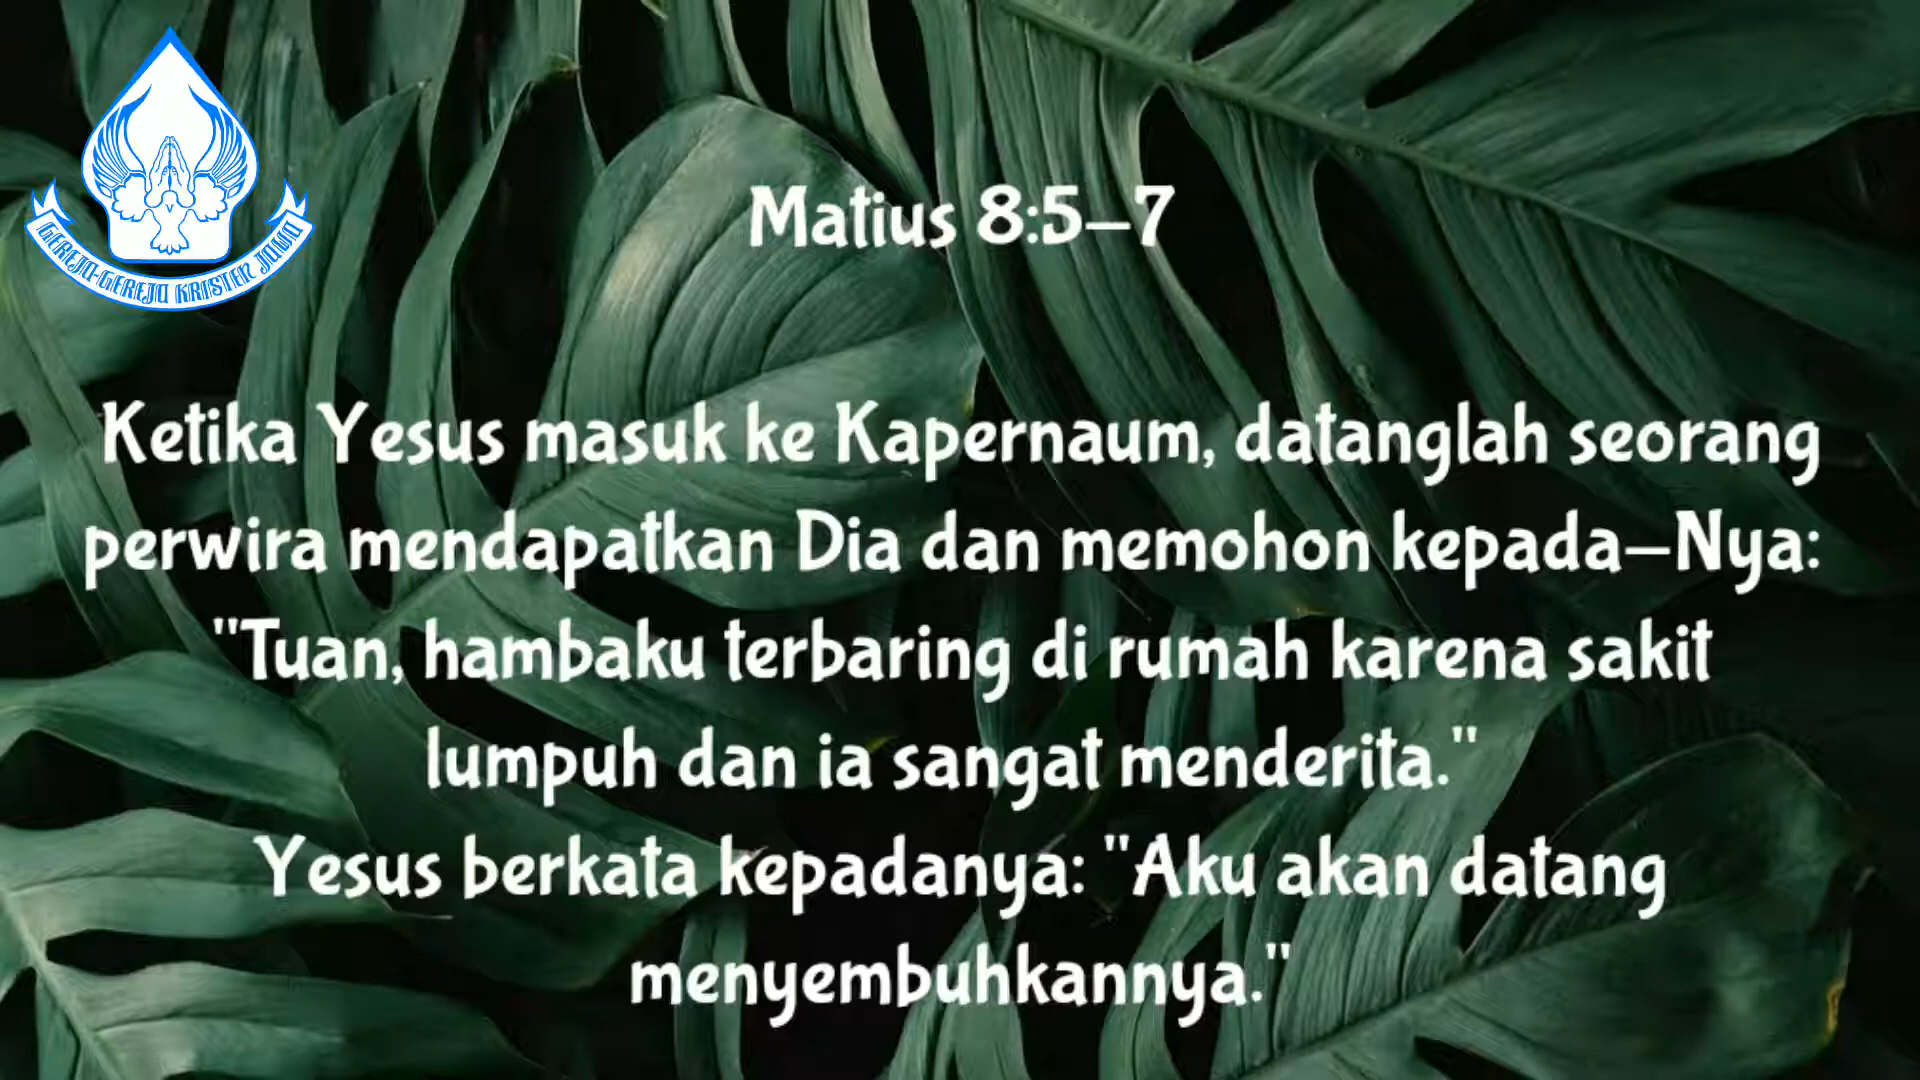 GEREJA-GEREJA KRISTEN JAWA
Matius 8:5-7
Ketika Yesus masuk ke Kapernaum, datanglah seorang
perwira mendapatkan Dia dan memohon kepada-Nya:
"Tuan, hambaku terbaring di rumah karena sakit
lumpuh dan ia sangat menderita."
Yesus berkata kepadanya: "Aku akan datang
menyembuhkannya."